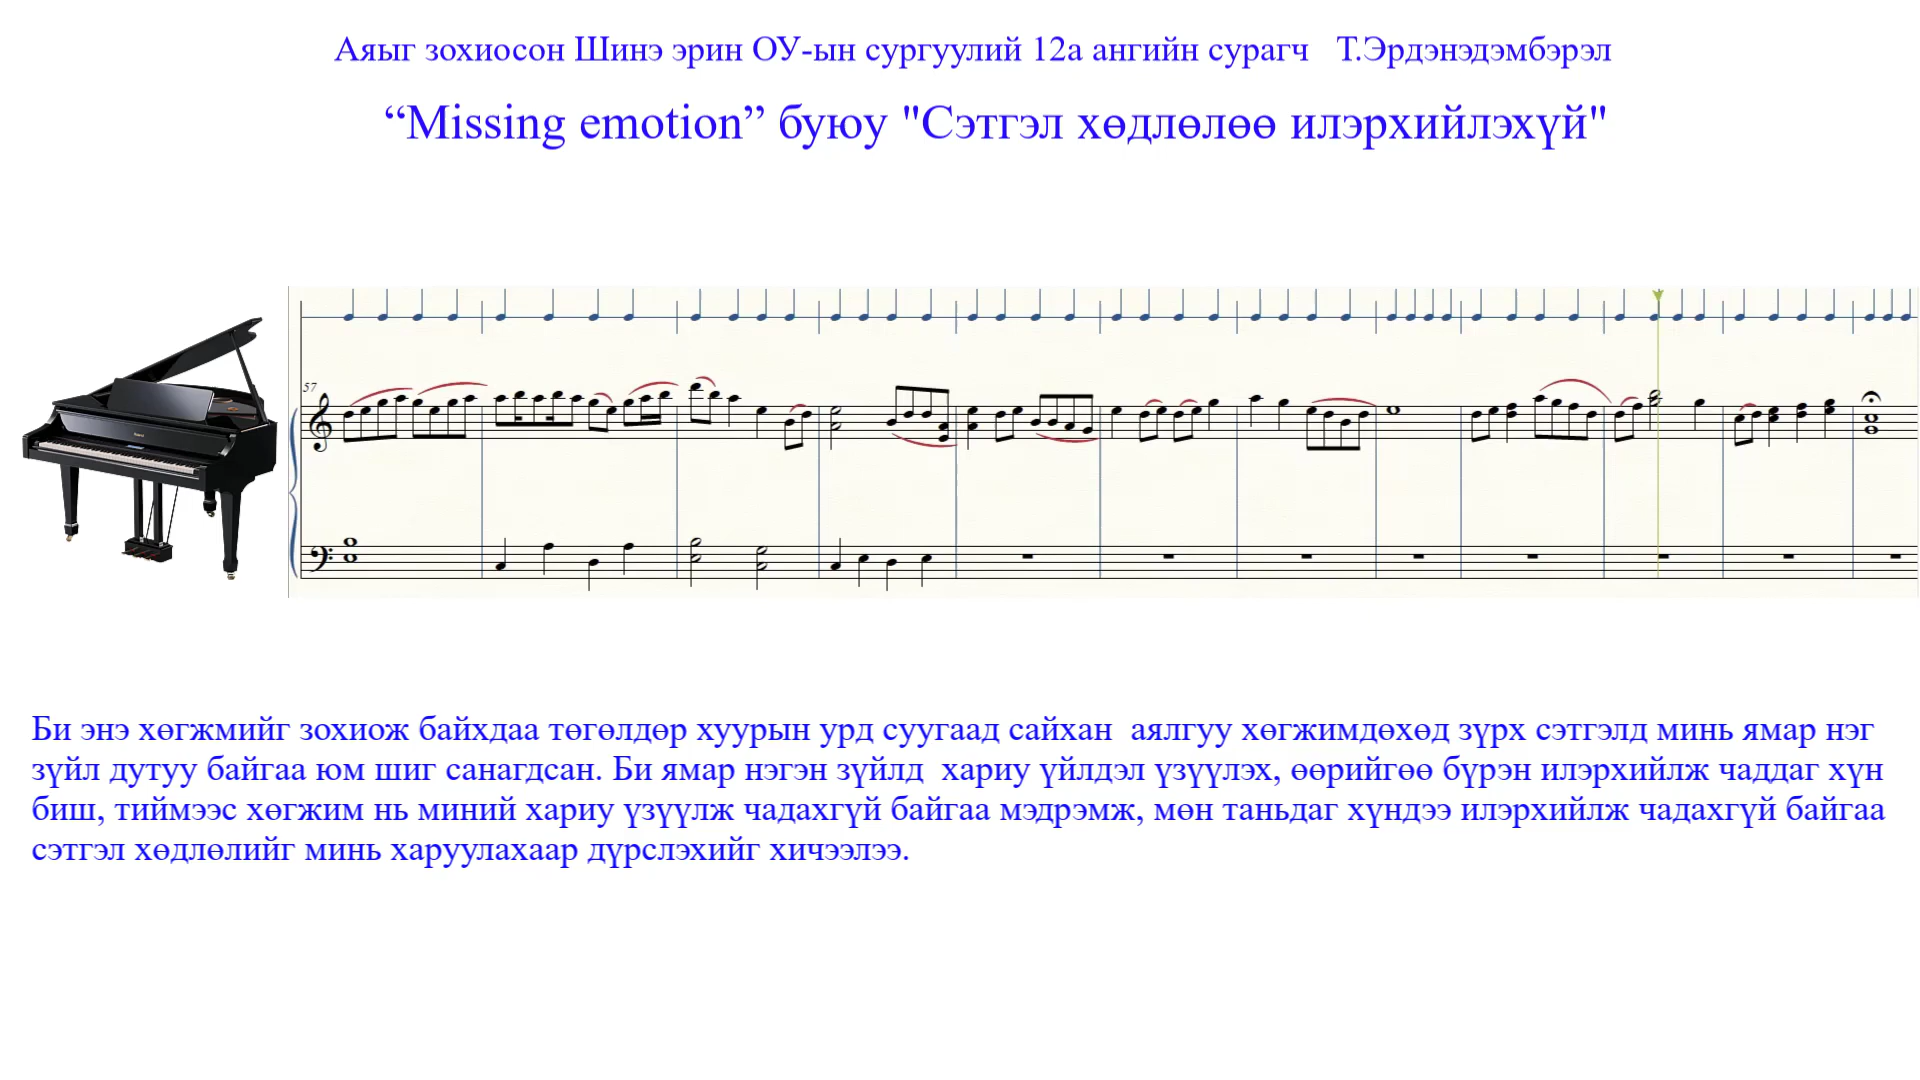 Аяыг зохиосон Шинэ эрин ОУ-ын сургуулий 12а ангийн сурагч   Т.Эрдэнэдэмбэрэл
“Missing emotion” буюу "Сэтгэл хөдлөлөө илэрхийлэхүй"
57
Би энэ хөгжмийг зохиож байхдаа төгөлдөр хуурын урд суугаад сайхан  аялгуу хөгжимдөхөд зүрх сэтгэлд минь ямар нэг
зүйл дутуу байгаа юм шиг санагдсан. Би ямар нэгэн зүйлд  хариу үйлдэл үзүүлэх, өөрийгөө бүрэн илэрхийлж чаддаг хүн
биш, тиймээс хөгжим нь миний хариу үзүүлж чадахгүй байгаа мэдрэмж, мөн таньдаг хүндээ илэрхийлж чадахгүй байгаа
сэтгэл хөдлөлийг минь харуулахаар дүрслэхийг хичээлээ.